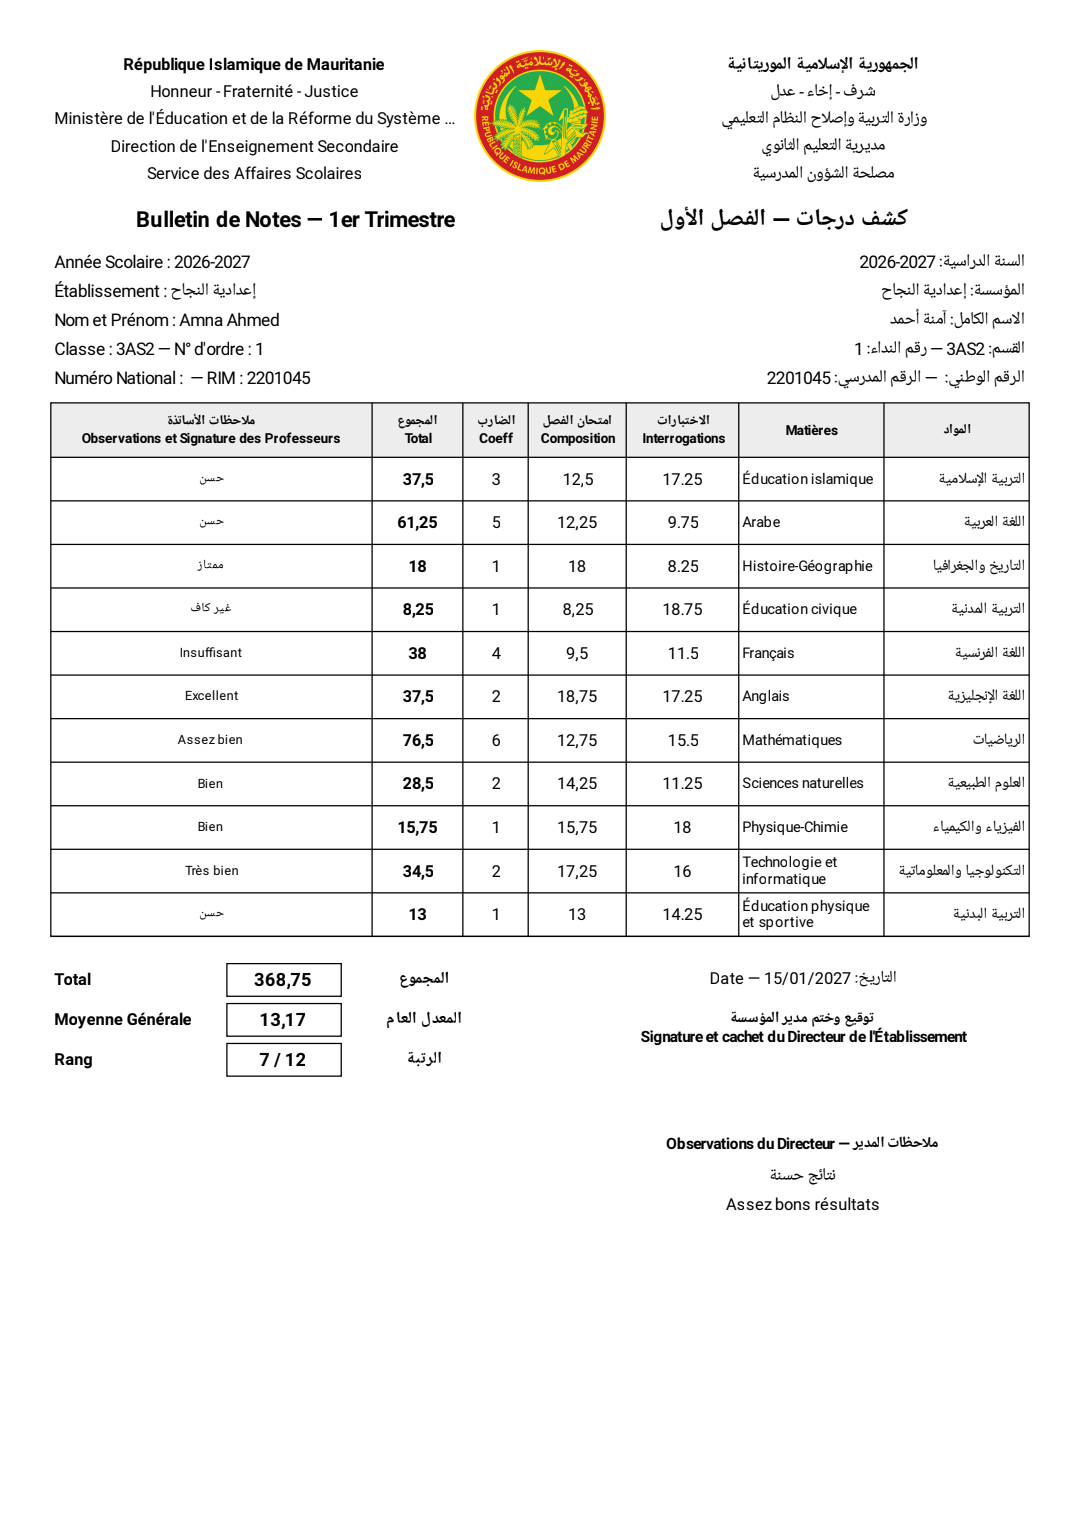 République Islamique de Mauritanie
Honneur - Fraternité - Justice
Ministère de l'Éducation et de la Réforme du Système ...
Direction de l'Enseignement Secondaire
Service des Affaires Scolaires
الجمهورية الإسلامية الموريتانية
RÉPUBLIQUE ISLAMIQUE DE MAURITANIE
الجمهورية الإسلامية الموريتانية
شرف - إخاء - عدل
وزارة التربية وإصلاح النظام التعليمي
مديرية التعليم الثانوي
مصلحة الشؤون المدرسية
Bulletin de Notes — 1er Trimestre
كشف درجات — الفصل الأول
Année Scolaire : 2026-2027
السنة الدراسية: 2026-2027
Établissement : إعدادية النجاح
المؤسسة: إعدادية النجاح
Nom et Prénom : Amna Ahmed
الاسم الكامل: آمنة أحمد
Classe : 3AS2 — N° d'ordre : 1
القسم: 3AS2 — رقم النداء: 1
Numéro National : — RIM : 2201045
الرقم الوطني: — الرقم المدرسي: 2201045
ملاحظات الأساتذة المجموع الضارب امتحان الفصل الاختبارات
Observations et Signature des Professeurs Total Coeff Composition Interrogations Matières المواد
حسن 37,5 3 12,5 17.25 Éducation islamique التربية الإسلامية
حسن 61,25 5 12,25 9.75 Arabe اللغة العربية
ممتاز 18 1 18 8.25 Histoire-Géographie التاريخ والجغرافيا
غير كاف 8,25 1 8,25 18.75 Éducation civique التربية المدنية
Insuffisant 38 4 9,5 11.5 Français اللغة الفرنسية
Excellent 37,5 2 18,75 17.25 Anglais اللغة الإنجليزية
Assez bien 76,5 6 12,75 15.5 Mathématiques الرياضيات
Bien 28,5 2 14,25 11.25 Sciences naturelles العلوم الطبيعية
Bien 15,75 1 15,75 18 Physique-Chimie الفيزياء والكيمياء
Très bien 34,5 2 17,25 16 Technologie et informatique التكنولوجيا والمعلوماتية
حسن 13 1 13 14.25 Éducation physique et sportive التربية البدنية
Total 368,75 المجموع
Moyenne Générale 13,17 المعدل العام
Rang 7 / 12 الرتبة
Date — 15/01/2027 :التاريخ
توقيع وختم مدير المؤسسة
Signature et cachet du Directeur de l'Établissement
Observations du Directeur — ملاحظات المدير
نتائج حسنة
Assez bons résultats